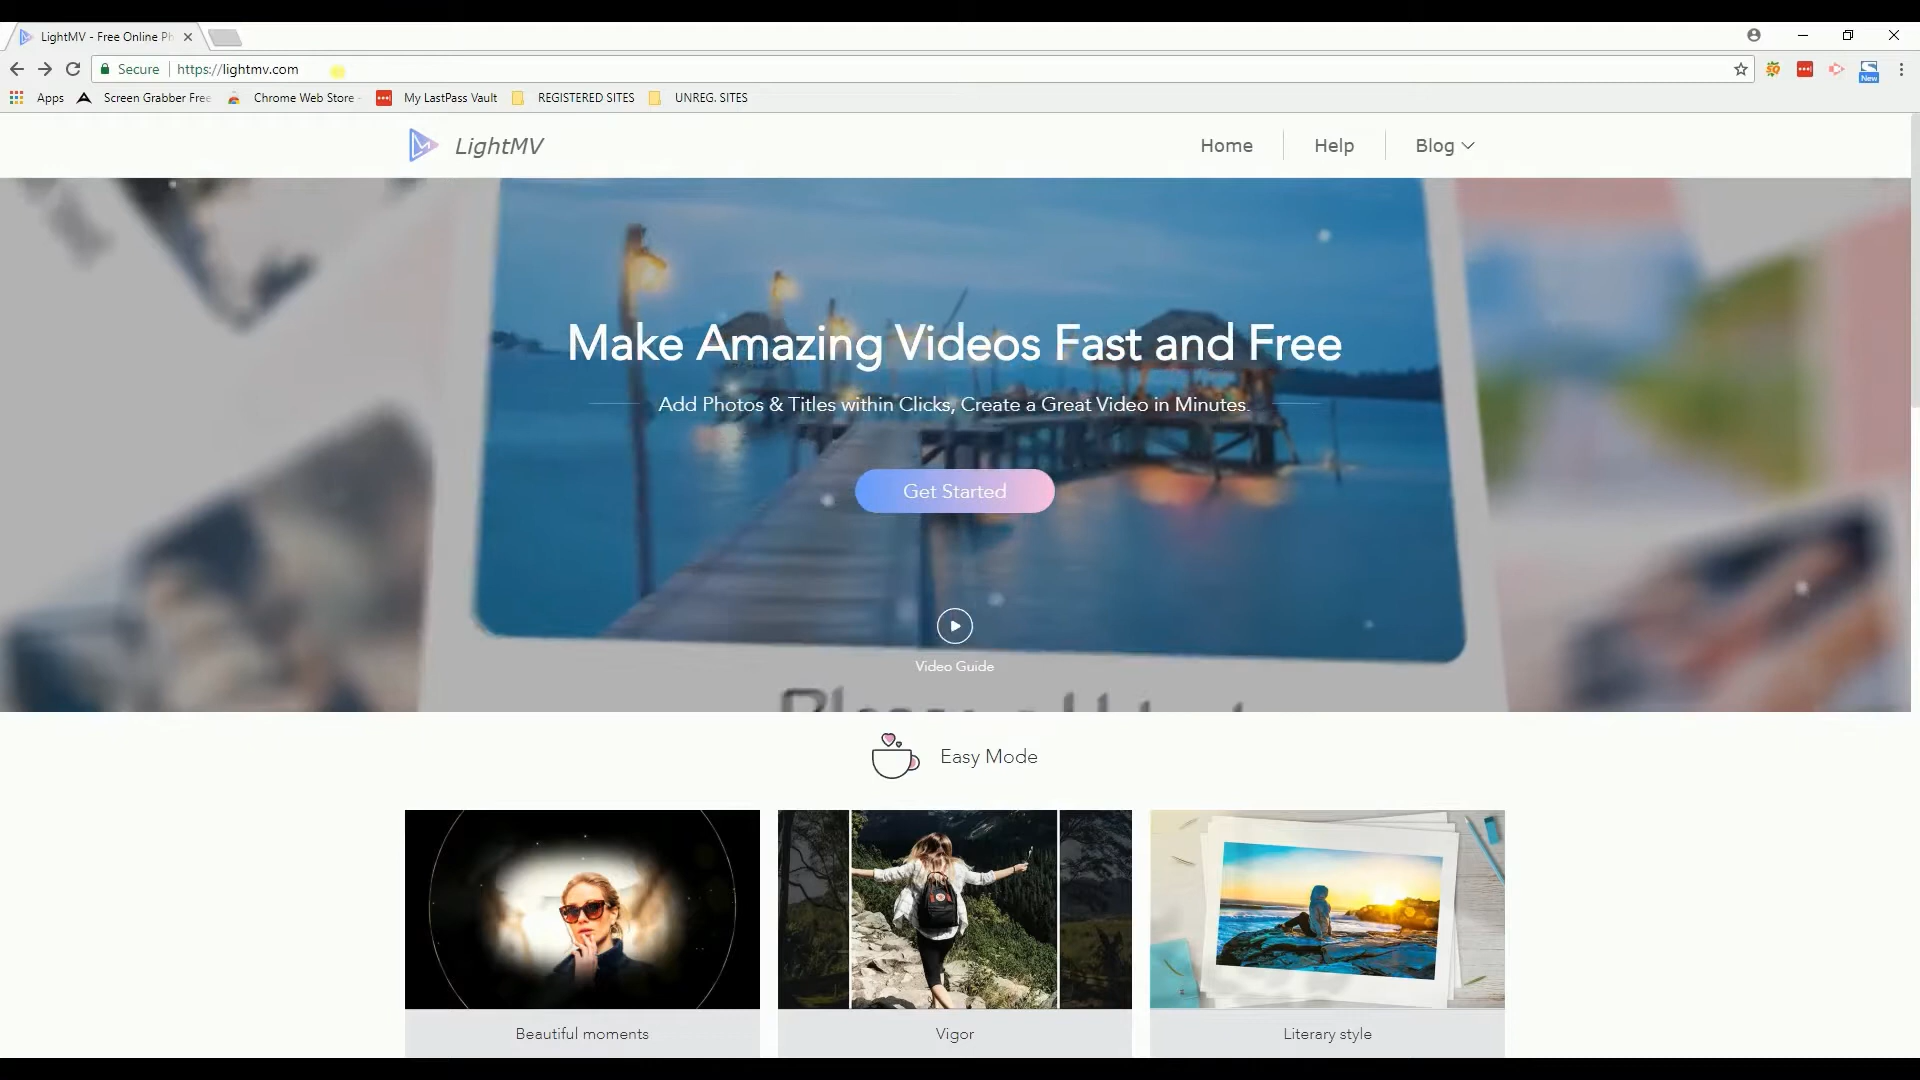 LightMV - Free Online Ph
Secure https://lightmv.com
Apps Screen Grabber Free Chrome Web Store - My LastPass Vault REGISTERED SITES UNREG. SITES
New
LightMV Home Help Blog
Make Amazing Videos Fast and Free
Add Photos & Titles within Clicks, Create a Great Video in Minutes.
Get Started
Video Guide
Easy Mode
Beautiful moments Vigor Literary style